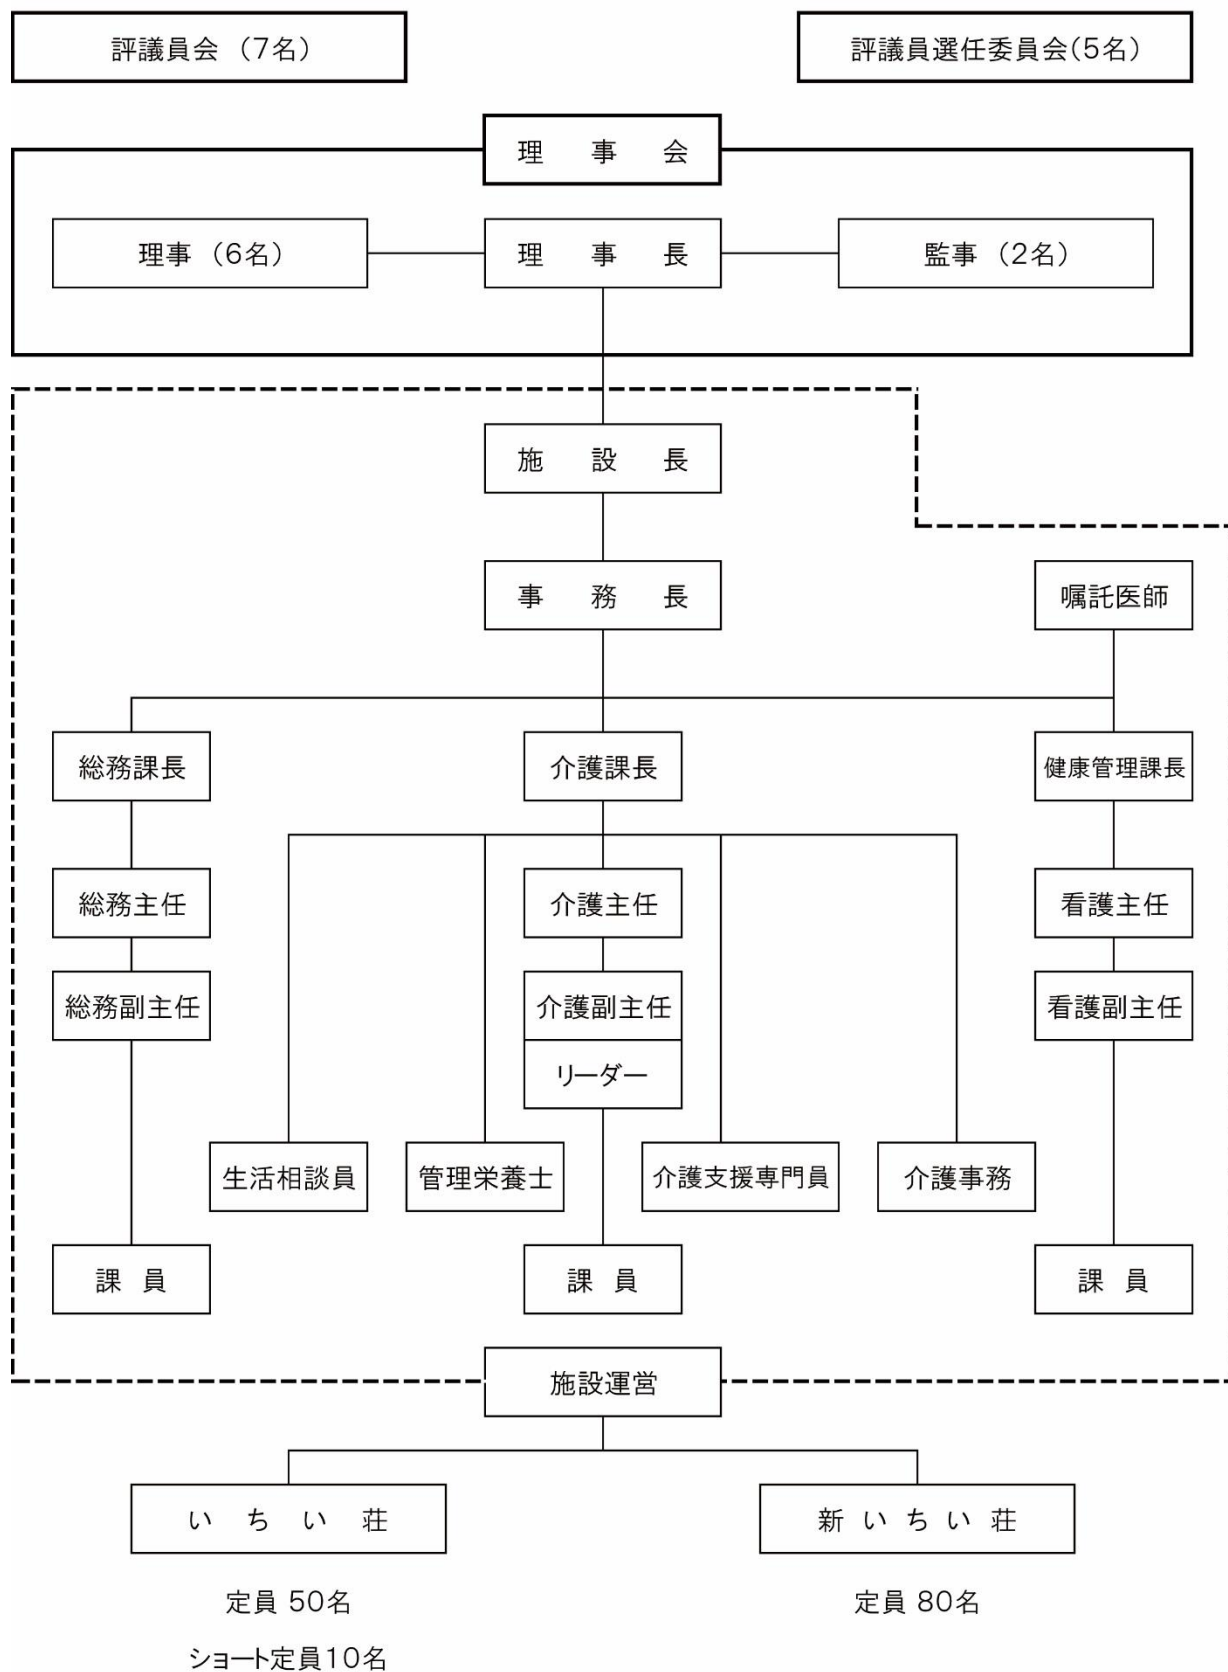 評議員会 （7名）
評議員選任委員会（5名）
理 事 会
理事 （6名）
理 事 長
監事 （2名）
施 設 長
事 務 長
嘱託医師
総務課長
介護課長
健康管理課長
総務主任
介護主任
看護主任
総務副主任
介護副主任
看護副主任
リーダー
生活相談員
管理栄養士
介護支援専門員
介護事務
課 員
課 員
課 員
施設運営
い ち い 荘
新 い ち い 荘
定員 50名
定員 80名
ショート定員10名